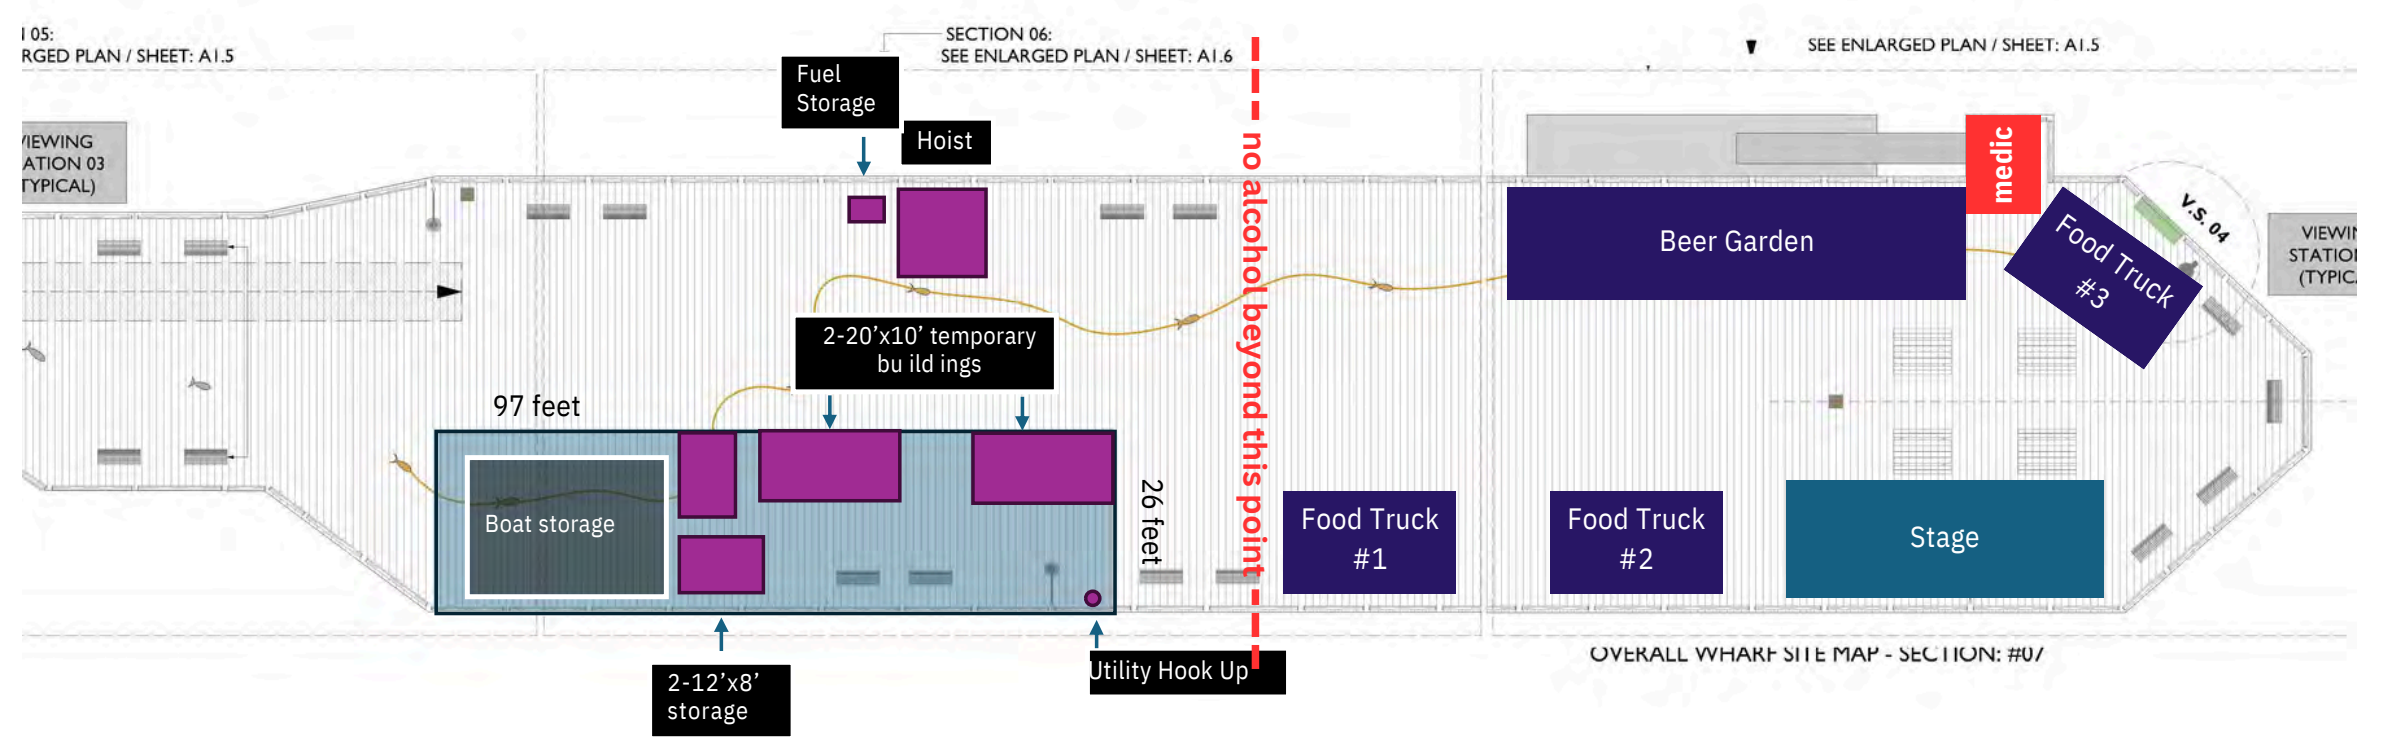 I 05:
RGED PLAN / SHEET: A1.5
SECTION 06:
SEE ENLARGED PLAN / SHEET: A1.6
SEE ENLARGED PLAN / SHEET: A1.5
Fuel
Storage
Hoist
VIEWING
ATION 03
TYPICAL)
no alcohol beyond this point
medic
Beer Garden
Food Truck
#3
V.S. 04
VIEWIN
STATIO
(TYPIC
2-20’x10’ temporary
bu ild ings
97 feet
26 feet
Boat storage
Food Truck
#1
Food Truck
#2
Stage
2-12’x8’
storage
Utility Hook Up
OVERALL WHARF SITE MAP - SECTION: #07